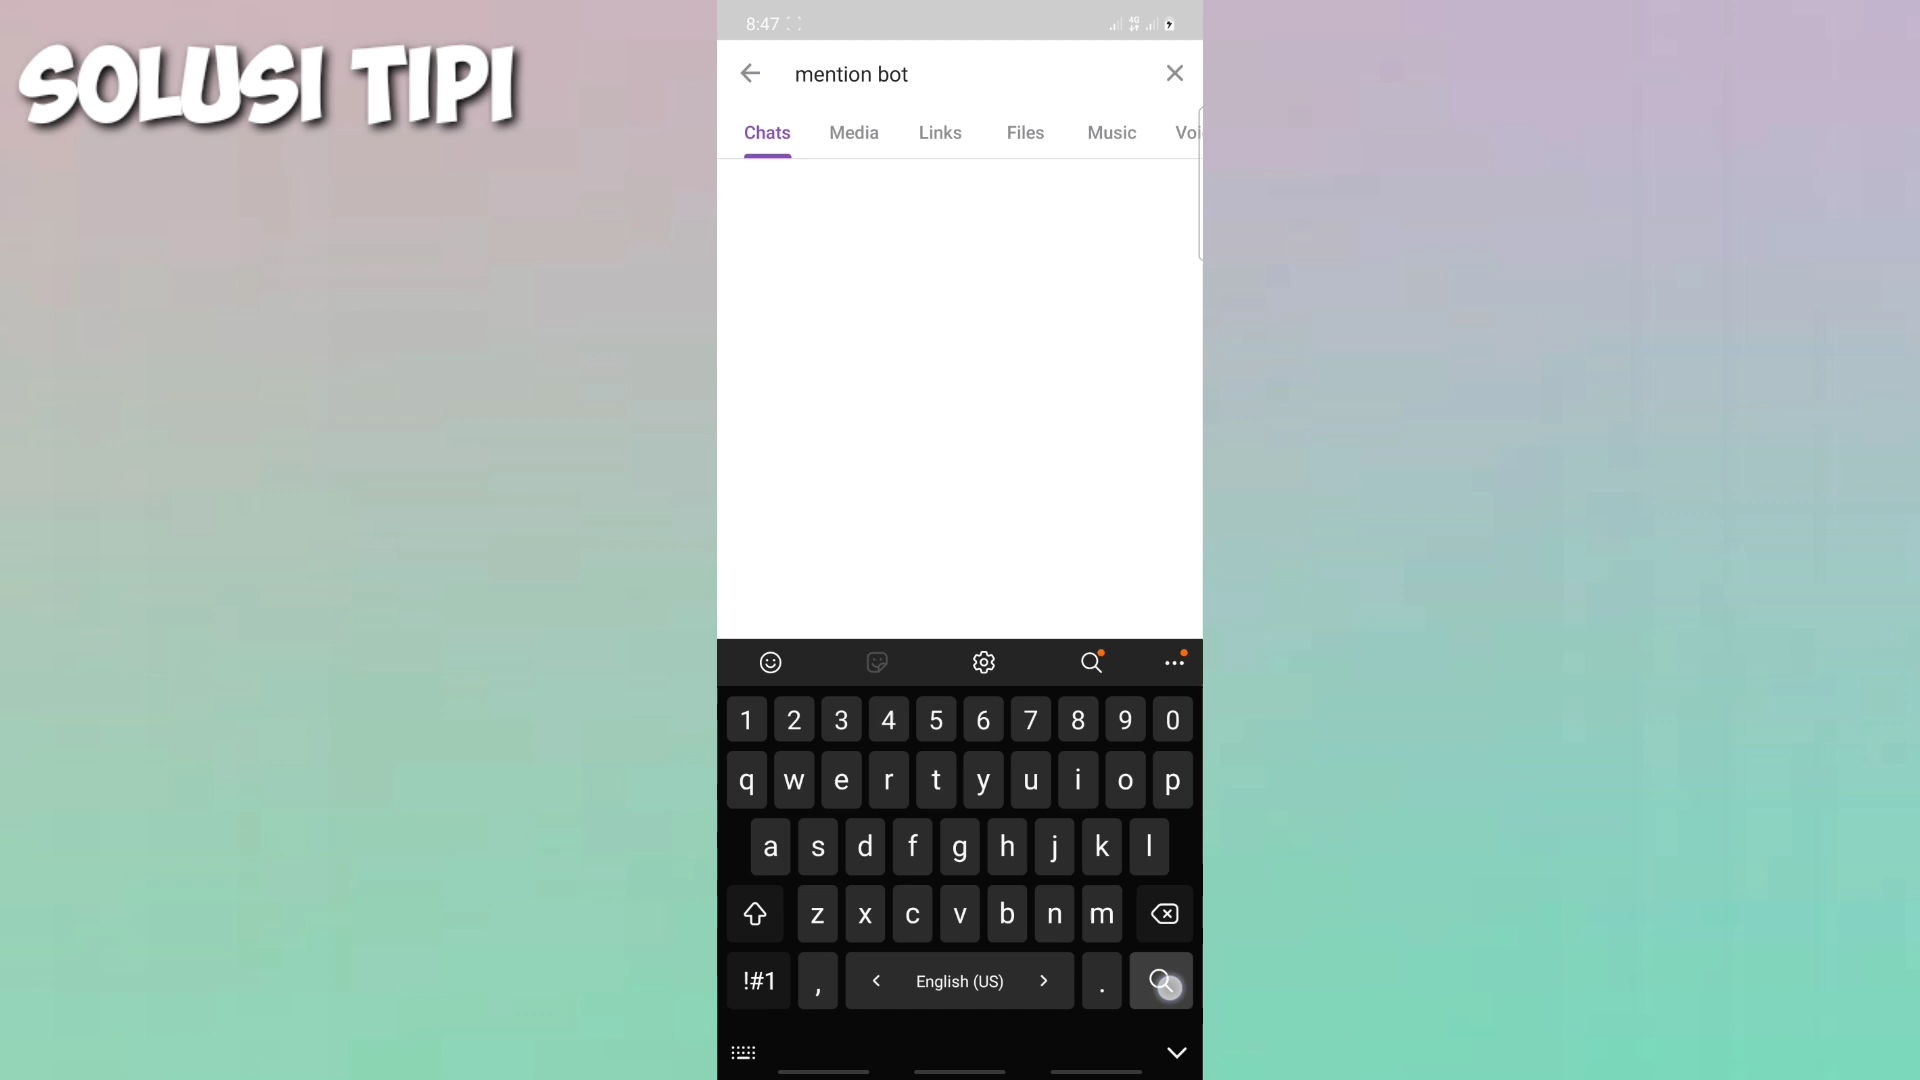 SOLUSI TIPI
8:47
4G
mention bot
Chats Media Links Files Music Voi
1 2 3 4 5 6 7 8 9 0
q w e r t y u i o p
a s d f g h j k l
z x c v b n m
!#1 , < English (US) > .